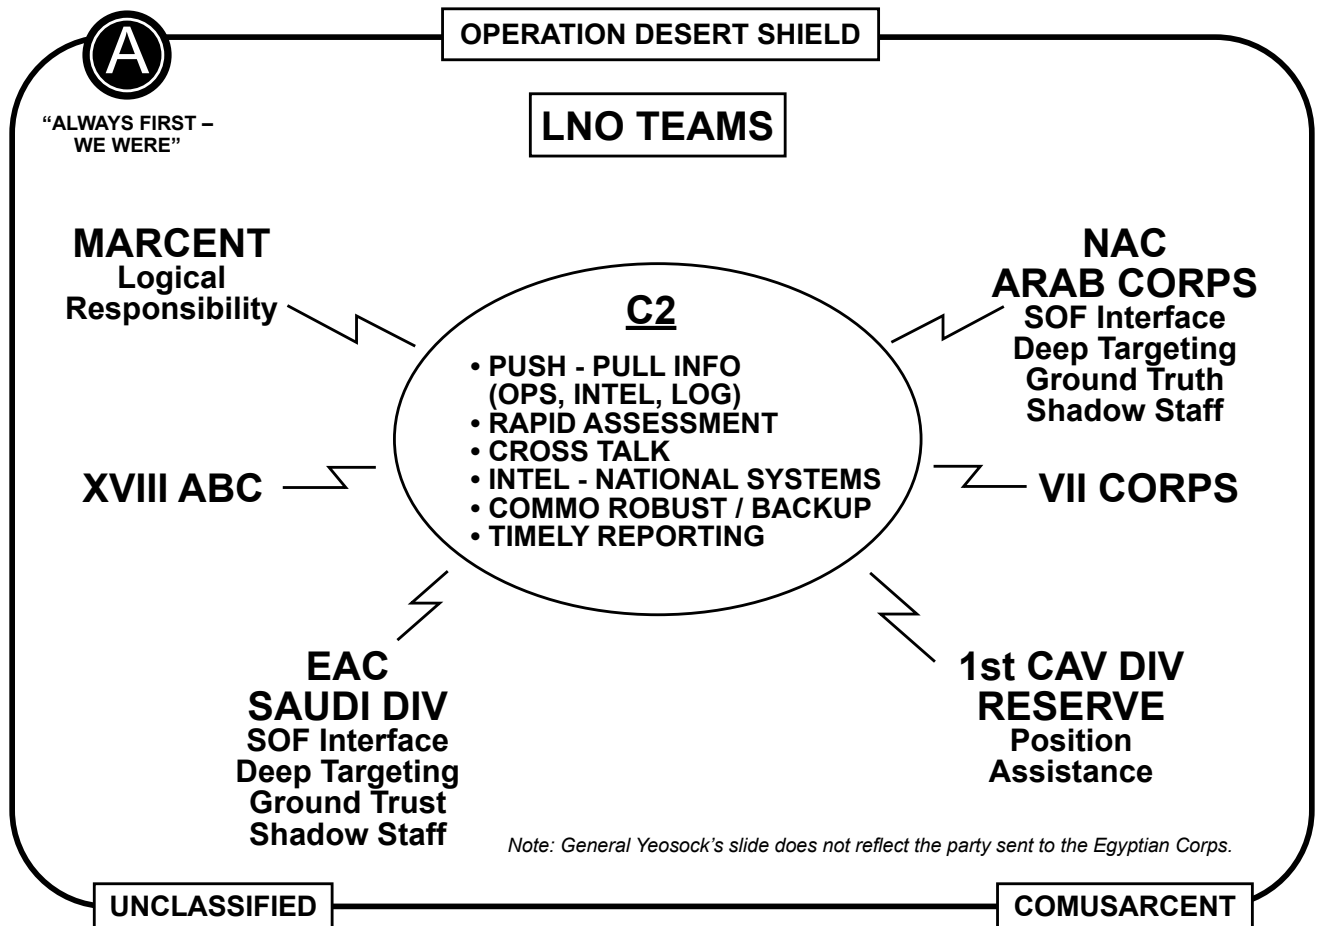 OPERATION DESERT SHIELD
A
“ALWAYS FIRST –
WE WERE”
LNO TEAMS
MARCENT
Logical
Responsibility
NAC
ARAB CORPS
SOF Interface
Deep Targeting
Ground Truth
Shadow Staff
C2
• PUSH - PULL INFO
(OPS, INTEL, LOG)
• RAPID ASSESSMENT
• CROSS TALK
• INTEL - NATIONAL SYSTEMS
• COMMO ROBUST / BACKUP
• TIMELY REPORTING
XVIII ABC
VII CORPS
EAC
SAUDI DIV
SOF Interface
Deep Targeting
Ground Trust
Shadow Staff
1st CAV DIV
RESERVE
Position
Assistance
Note: General Yeosock’s slide does not reflect the party sent to the Egyptian Corps.
UNCLASSIFIED
COMUSARCENT